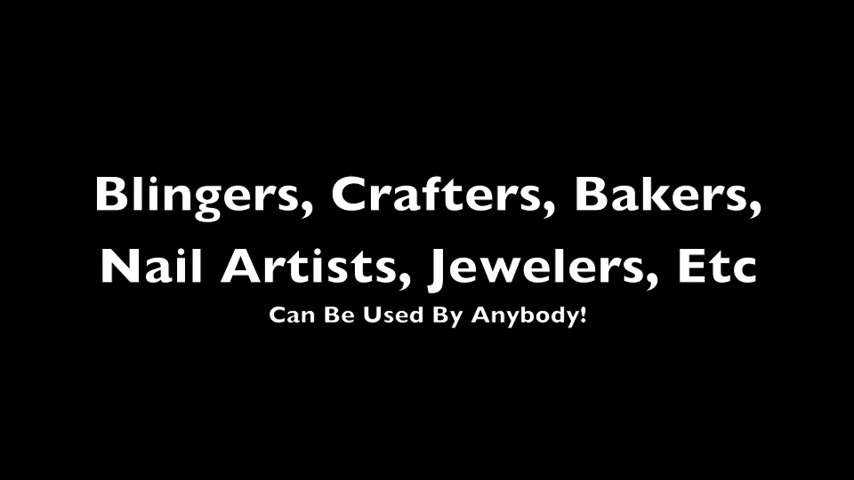 Blingers, Crafters, Bakers,
Nail Artists, Jewelers, Etc
Can Be Used By Anybody!